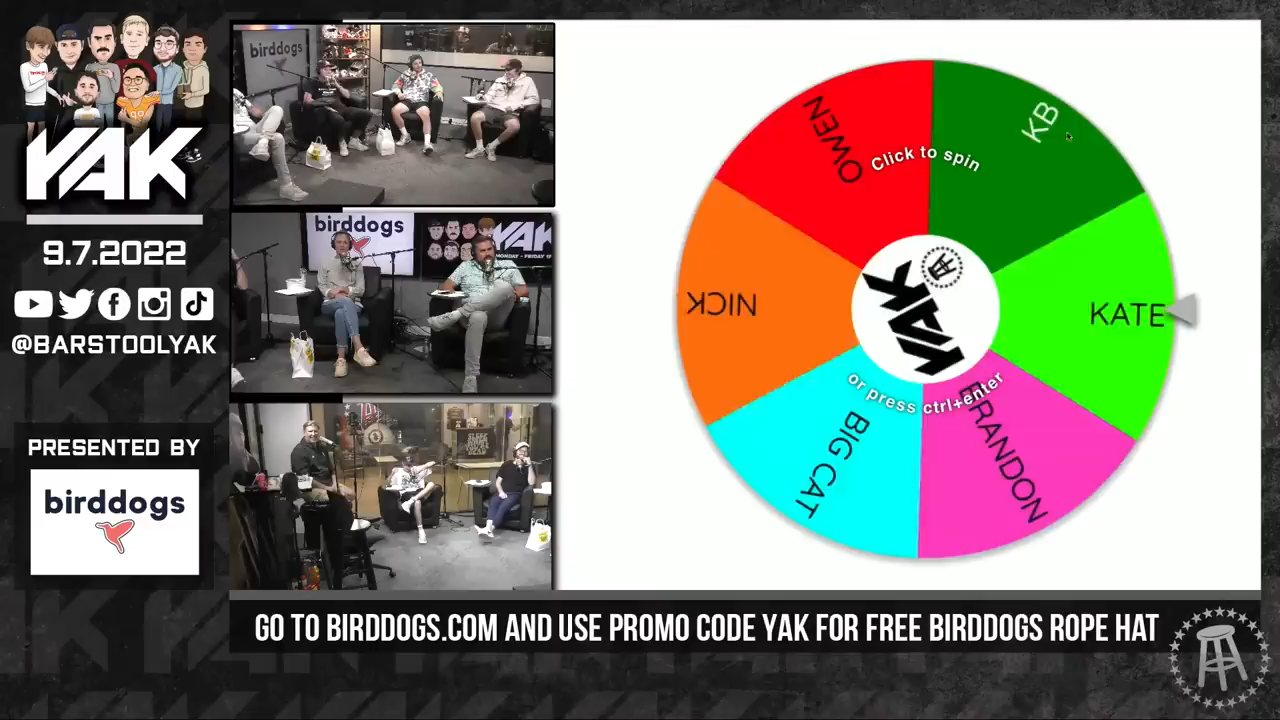 YAK
9.7.2022
@BARSTOOLYAK
PRESENTED BY
birddogs
birddogs
birddogs
YAK
MONDAY - FRIDAY
OWEN
KB
Click to spin
NICK
YAK
KATE
or press ctrl+enter
BIG CAT
BRANDON
GO TO BIRDDOGS.COM AND USE PROMO CODE YAK FOR FREE BIRDDOGS ROPE HAT